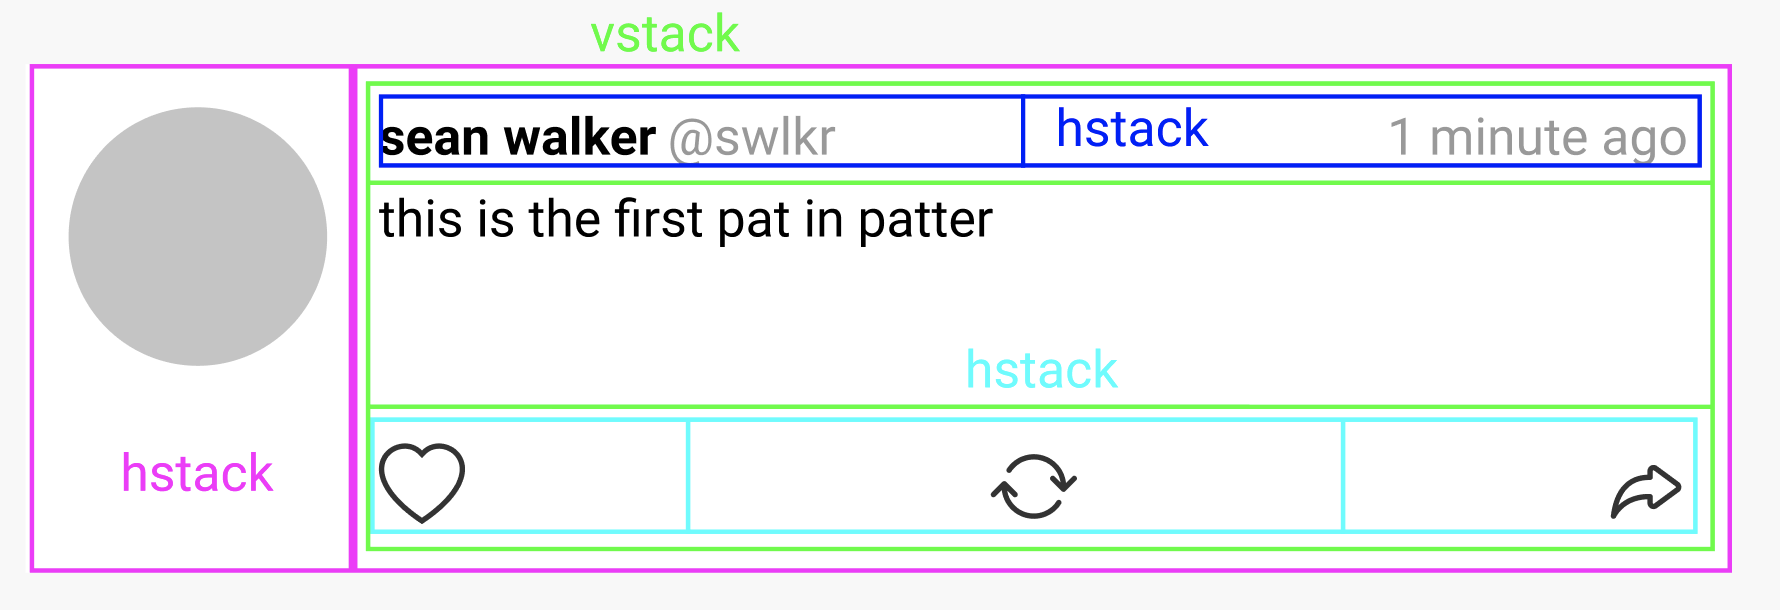 vstack
sean walker @swlkr hstack 1 minute ago
this is the first pat in patter
hstack
hstack